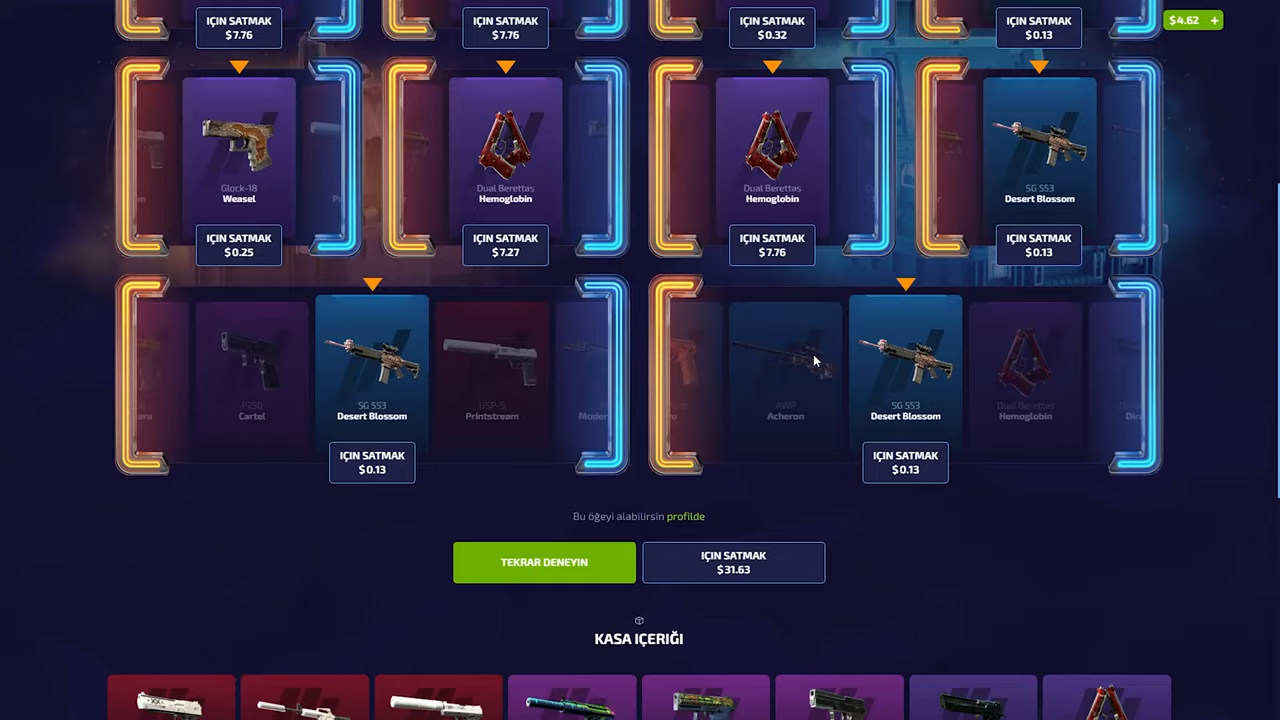 IÇIN SATMAK
$7.76
IÇIN SATMAK
$7.76
IÇIN SATMAK
$0.32
IÇIN SATMAK
$0.13
$4.62 +
Glock-18
Weasel
IÇIN SATMAK
$0.25
Dual Berettas
Hemoglobin
IÇIN SATMAK
$7.27
Dual Berettas
Hemoglobin
IÇIN SATMAK
$7.76
SG 553
Desert Blossom
IÇIN SATMAK
$0.13
P250
Cartel
SG 553
Desert Blossom
USP-S
Printstream
IÇIN SATMAK
$0.13
AWP
Acheron
SG 553
Desert Blossom
Dual Berettas
Hemoglobin
IÇIN SATMAK
$0.13
Bu öğeyi alabilirsin profilde
TEKRAR DENEYIN
IÇIN SATMAK
$31.63
KASA IÇERIĞI